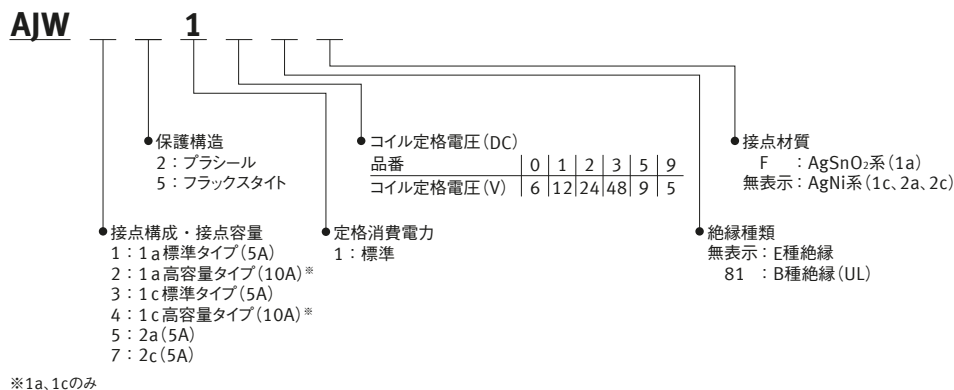 AJW 1
保護構造
2：プラシール
5：フラックスタイト
コイル定格電圧（DC）
品番 0 1 2 3 5 9
コイル定格電圧（V） 6 12 24 48 9 5
接点材質
F ：AgSnO₂系（1a）
無表示：AgNi系（1c、2a、2c）
接点構成・接点容量
1：1a標準タイプ（5A）
2：1a高容量タイプ（10A）※
3：1c標準タイプ（5A）
4：1c高容量タイプ（10A）※
5：2a（5A）
7：2c（5A）
定格消費電力
1：標準
絶縁種類
無表示：E種絶縁
81 ：B種絶縁（UL）
※1a、1cのみ